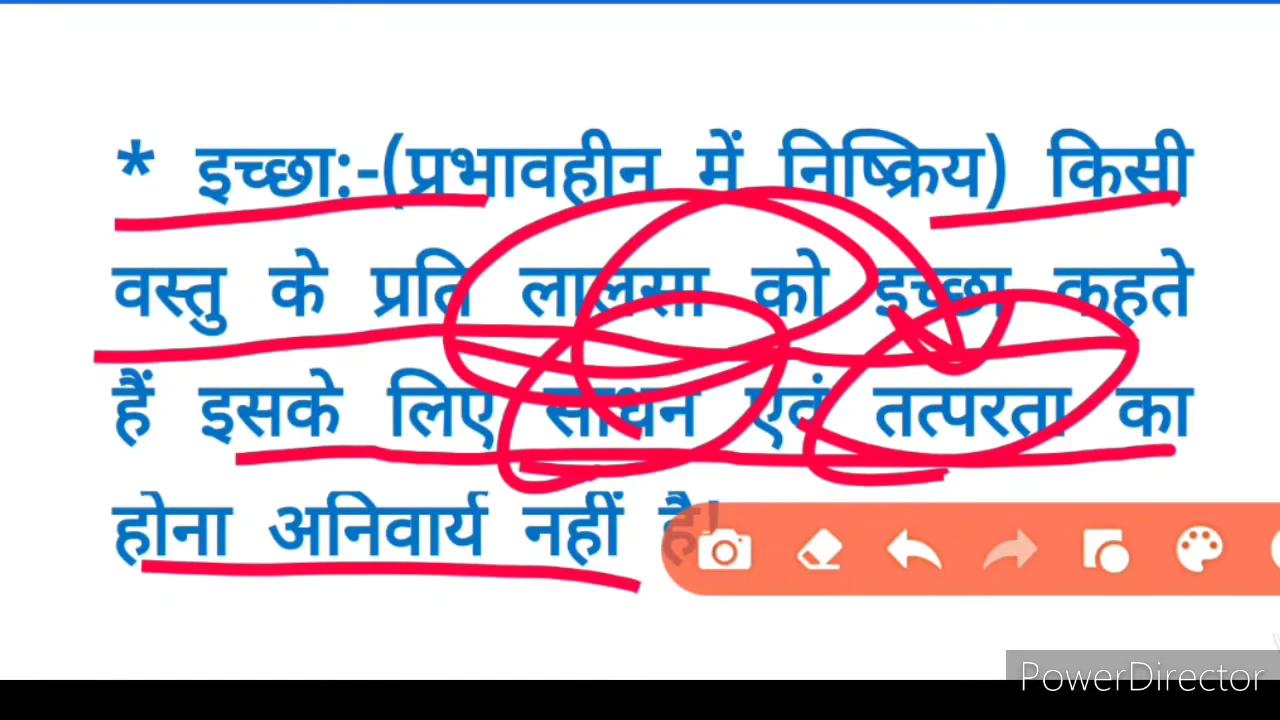 * इच्छा:-(प्रभावहीन में निष्क्रिय) किसी
वस्तु के प्रति लालसा को इच्छा कहते
हैं इसके लिए साधन एवं तत्परता का
होना अनिवार्य नहीं है!
PowerDirector